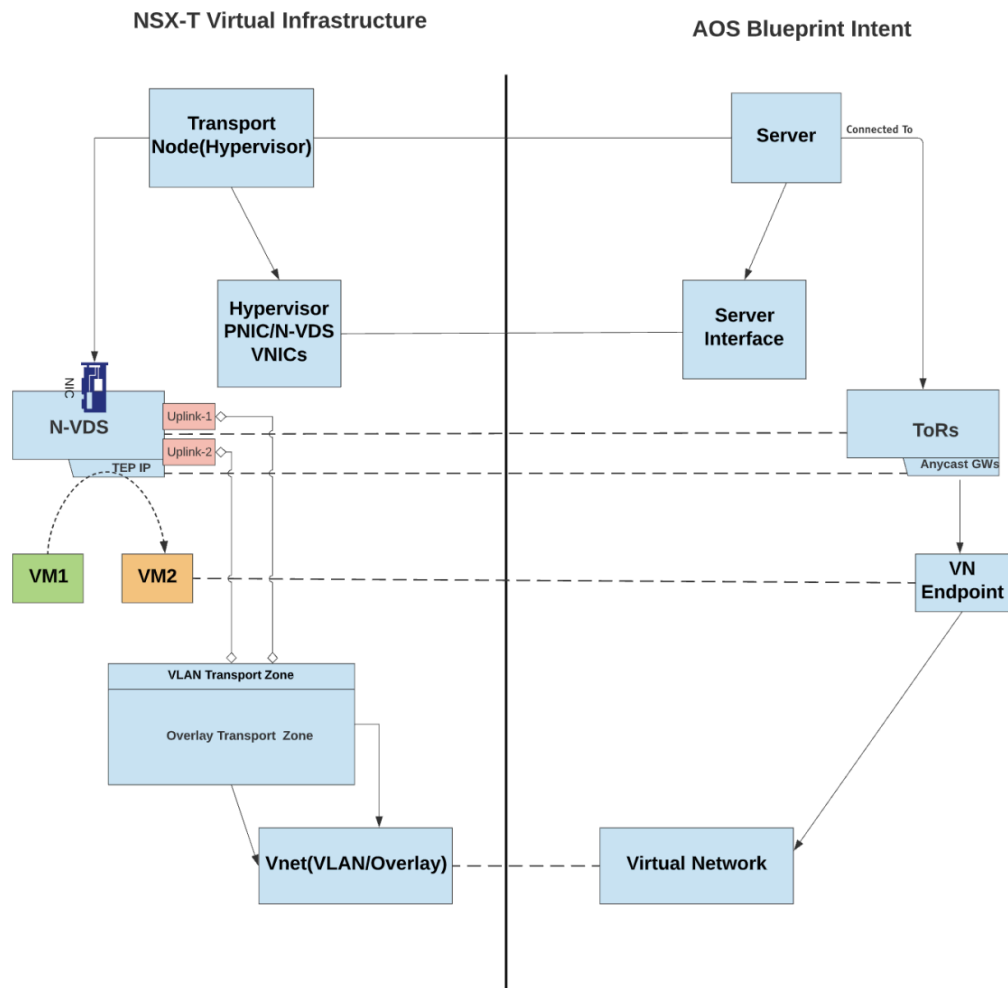 NSX-T Virtual Infrastructure
AOS Blueprint Intent
Transport
Node(Hypervisor)
Server
Connected To
Hypervisor
PNIC/N-VDS
VNICs
Server
Interface
NIC
N-VDS
Uplink-1
Uplink-2
TEP IP
ToRs
Anycast GWs
VM1
VM2
VN
Endpoint
VLAN Transport Zone
Overlay Transport Zone
Vnet(VLAN/Overlay)
Virtual Network